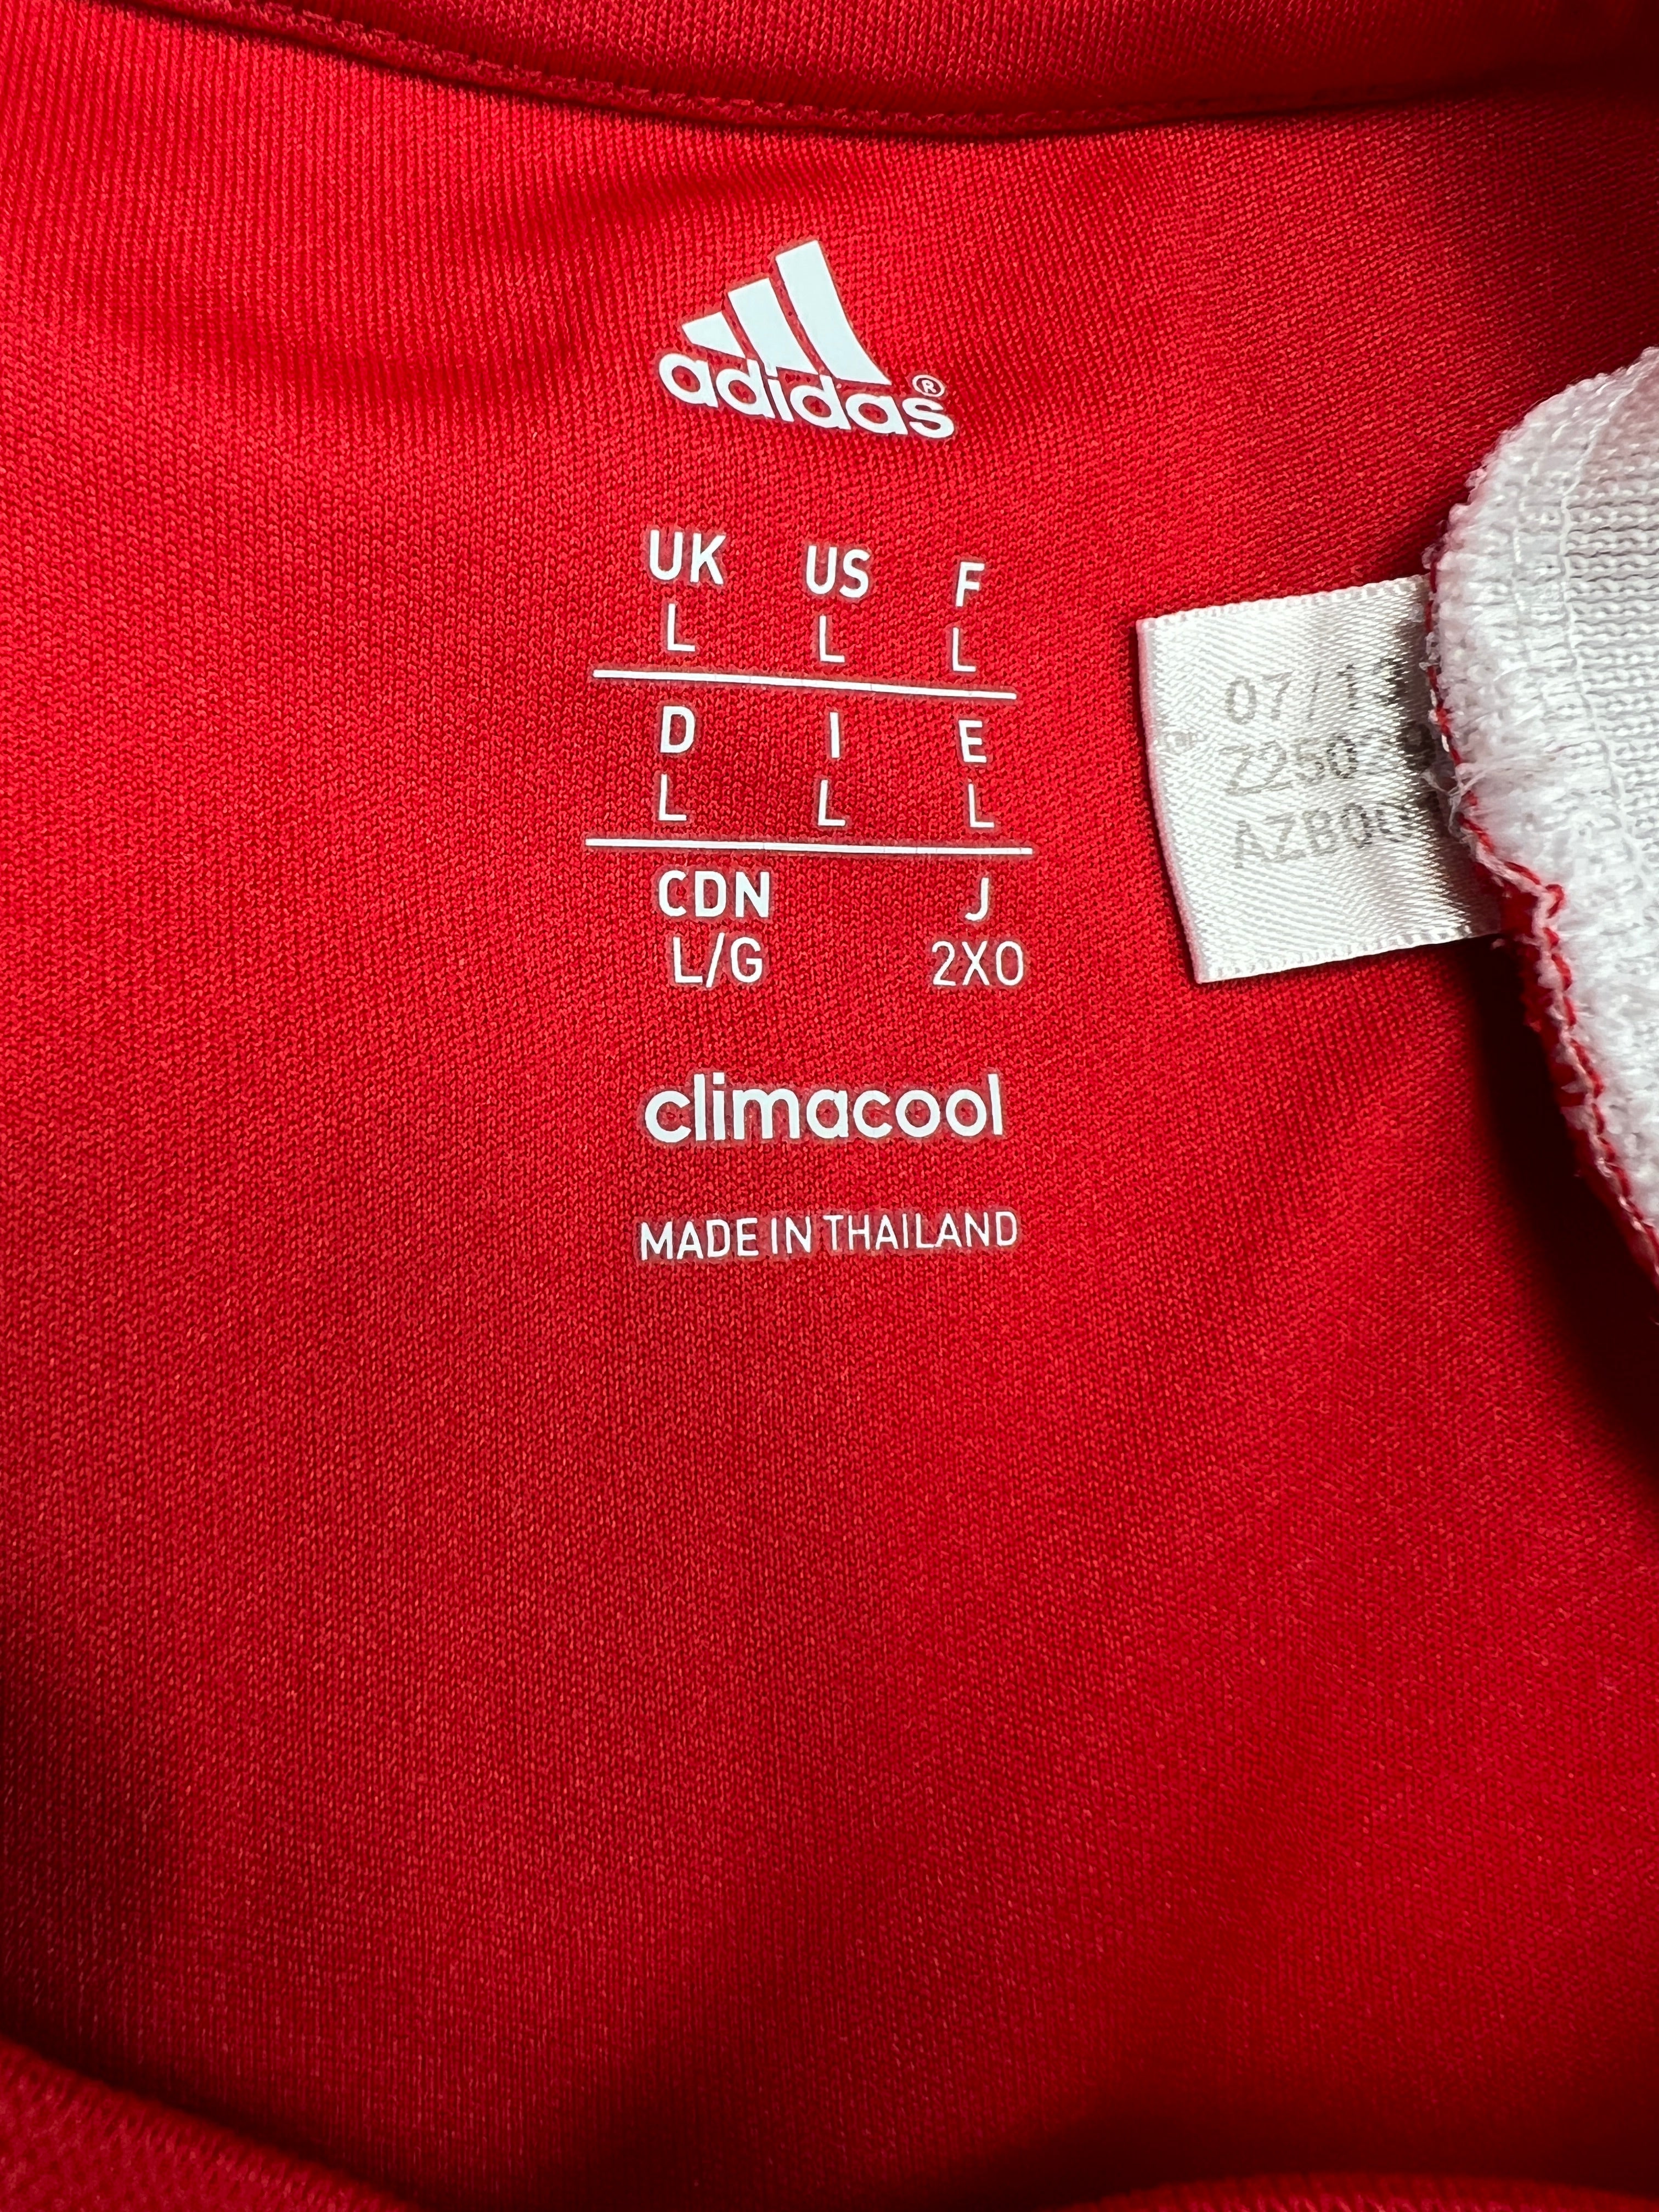 adidas®
UK US F
L L L
D I E
L L L
CDN J
L/G 2XO
climacool
MADE IN THAILAND